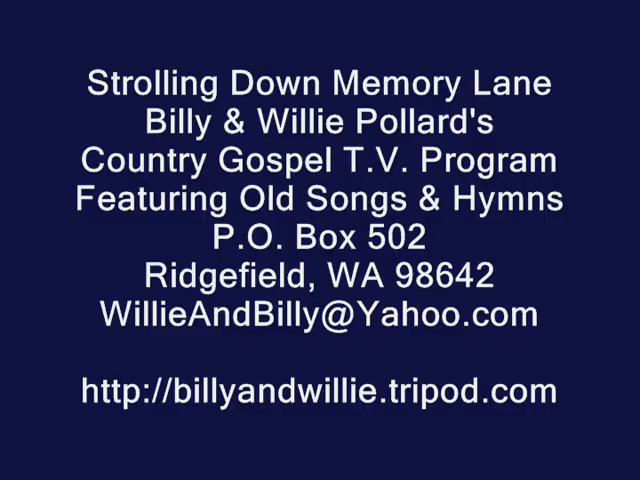 Strolling Down Memory Lane
Billy & Willie Pollard's
Country Gospel T.V. Program
Featuring Old Songs & Hymns
P.O. Box 502
Ridgefield, WA 98642
WillieAndBilly@Yahoo.com
http://billyandwillie.tripod.com